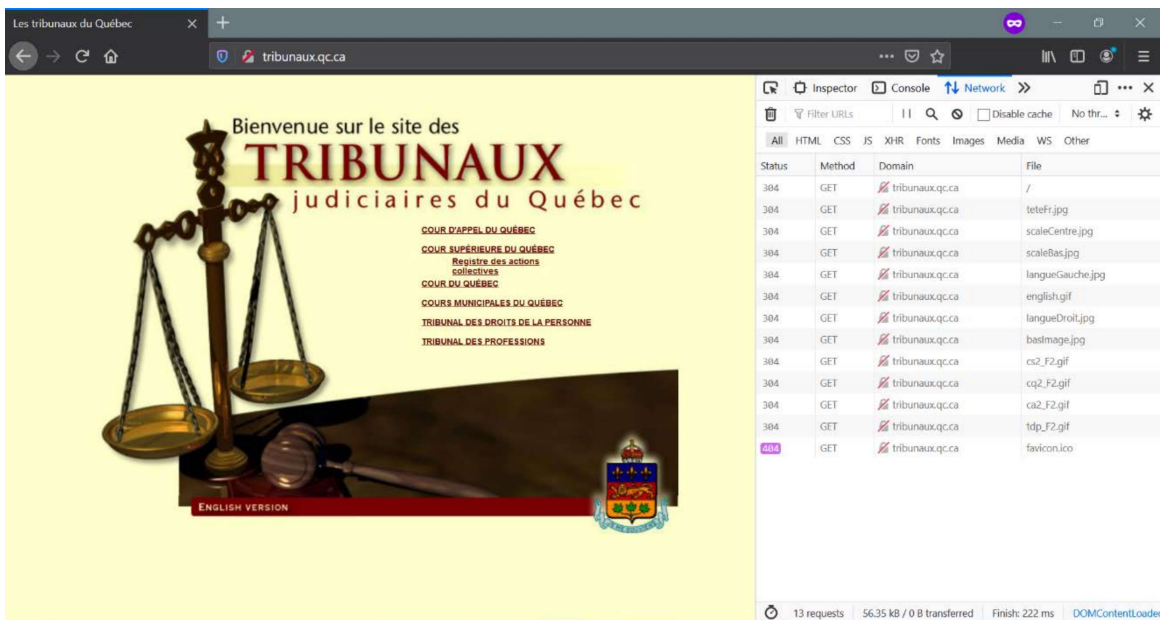 Les tribunaux du Québec
tribunaux.qc.ca
Bienvenue sur le site des
TRIBUNAUX
judiciaires du Québec
COUR D'APPEL DU QUÉBEC
COUR SUPÉRIEURE DU QUÉBEC
Registre des actions
collectives
COUR DU QUÉBEC
COURS MUNICIPALES DU QUÉBEC
TRIBUNAL DES DROITS DE LA PERSONNE
TRIBUNAL DES PROFESSIONS
ENGLISH VERSION
Inspector Console Network
Filter URLs Disable cache No thr...
All HTML CSS JS XHR Fonts Images Media WS Other
Status Method Domain File
304 GET tribunaux.qc.ca /
304 GET tribunaux.qc.ca teteFr.jpg
304 GET tribunaux.qc.ca scaleCentre.jpg
304 GET tribunaux.qc.ca scaleBas.jpg
304 GET tribunaux.qc.ca langueGauche.jpg
304 GET tribunaux.qc.ca english.gif
304 GET tribunaux.qc.ca langueDroit.jpg
304 GET tribunaux.qc.ca basImage.jpg
304 GET tribunaux.qc.ca cs2_F2.gif
304 GET tribunaux.qc.ca cq2_F2.gif
304 GET tribunaux.qc.ca ca2_F2.gif
304 GET tribunaux.qc.ca tdp_F2.gif
404 GET tribunaux.qc.ca favicon.ico
13 requests 56.35 kB / 0 B transferred Finish: 222 ms DOMContentLoaded